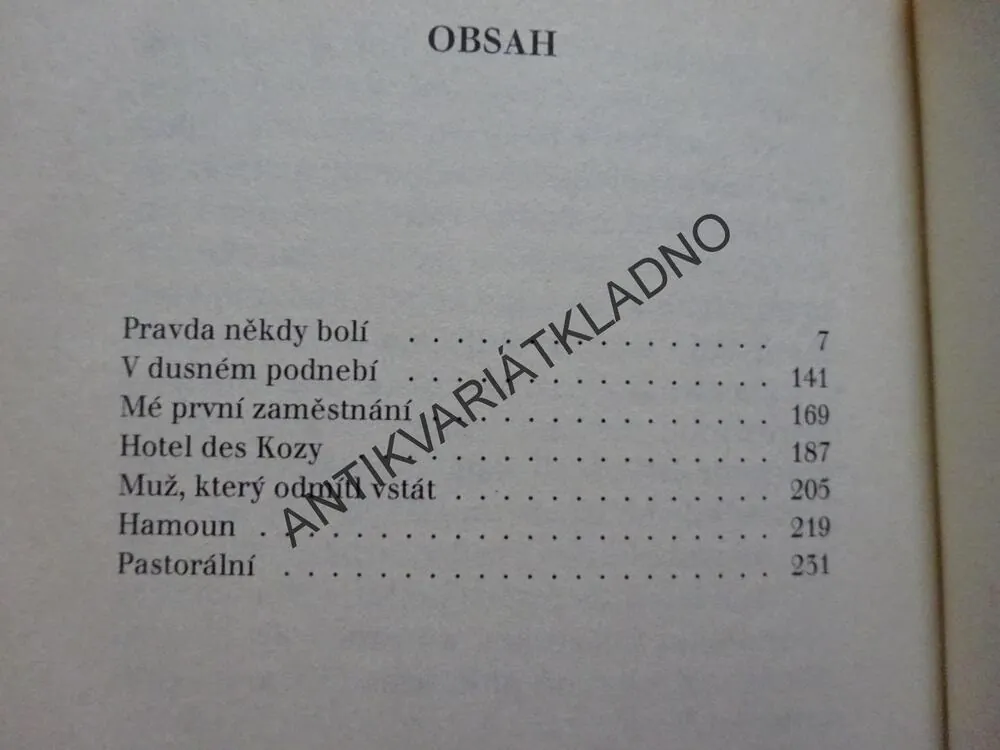 OBSAH
Pravda někdy bolí . . . . . . . . . . . . . . . . . 7
V dusném podnebí . . . . . . . . . . . . . . . . . 141
Mé první zaměstnání . . . . . . . . . . . . . . . . 169
Hotel des Kozy . . . . . . . . . . . . . . . . . . 187
Muž, který odmítl vstát . . . . . . . . . . . . . . 205
Hamoun . . . . . . . . . . . . . . . . . . . . . . 219
Pastorální . . . . . . . . . . . . . . . . . . . . . 231
ANTIKVARIÁTKLADNO